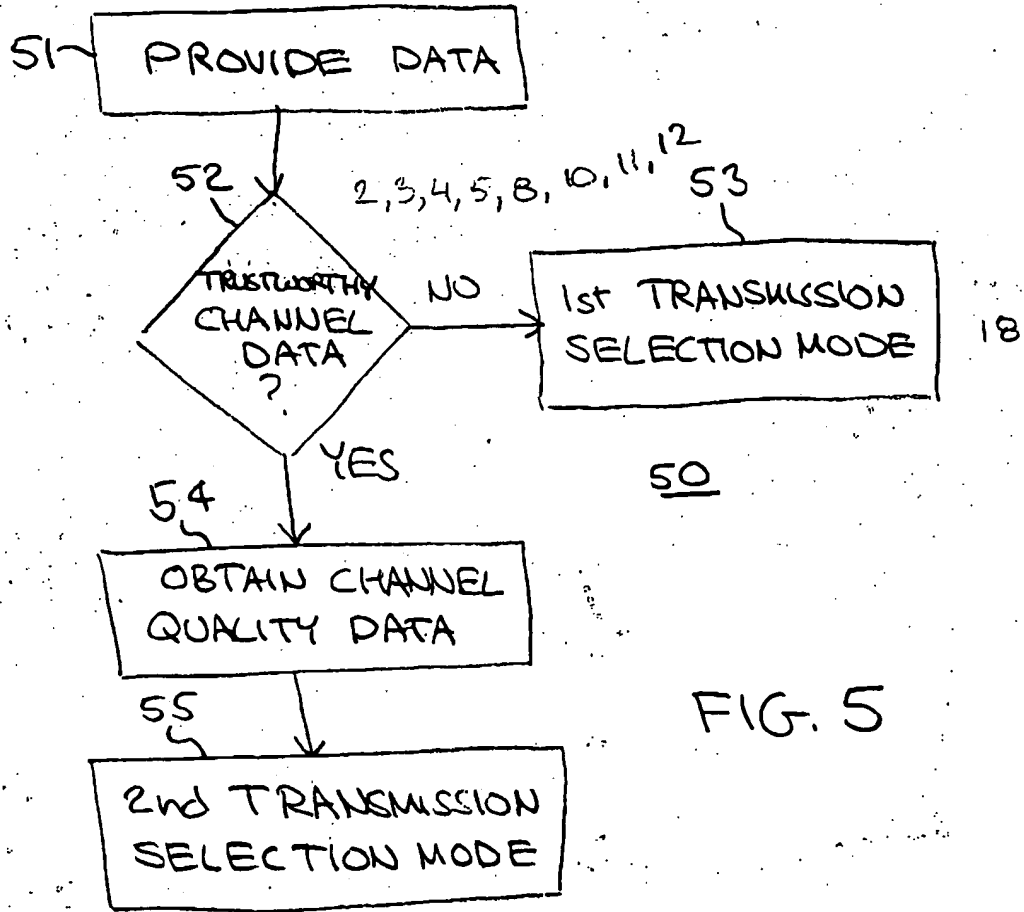 51
PROVIDE DATA
52
2,3,4,5,8,10,11,12
53
TRUSTWORTHY
CHANNEL
DATA
?
NO
1st TRANSMISSION
SELECTION MODE
18
YES
50
54
OBTAIN CHANNEL
QUALITY DATA
FIG. 5
55
2nd TRANSMISSION
SELECTION MODE